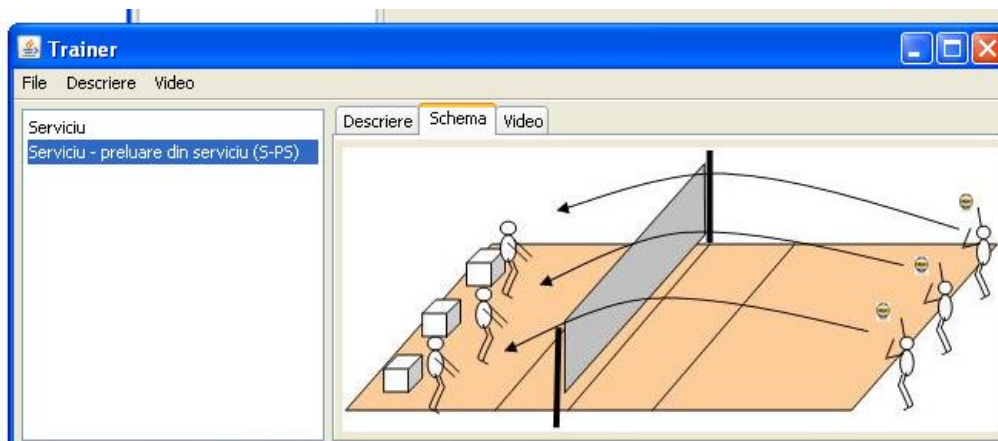 Trainer
File Descriere Video
Serviciu
Serviciu - preluare din serviciu (S-PS)
Descriere Schema Video